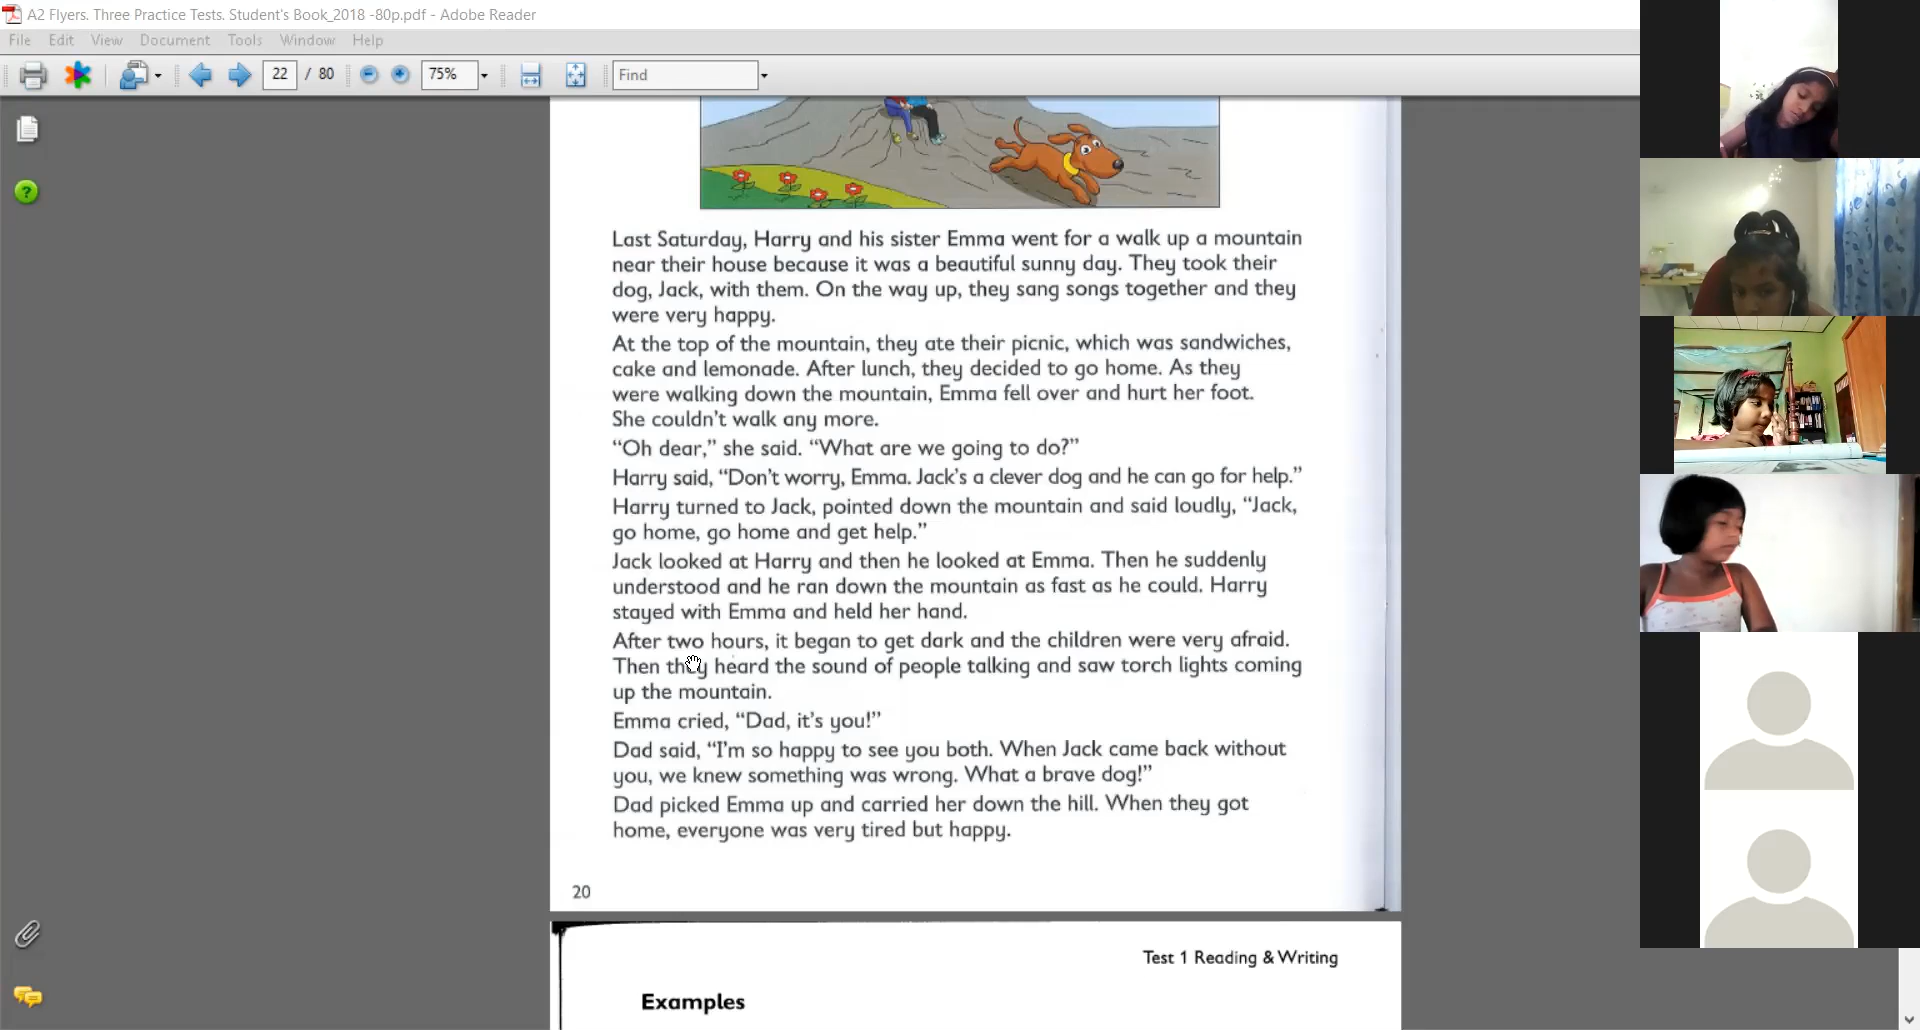 A2 Flyers. Three Practice Tests. Student's Book_2018 -80p.pdf - Adobe Reader
File Edit View Document Tools Window Help
22 / 80 75% Find
Last Saturday, Harry and his sister Emma went for a walk up a mountain
near their house because it was a beautiful sunny day. They took their
dog, Jack, with them. On the way up, they sang songs together and they
were very happy.
At the top of the mountain, they ate their picnic, which was sandwiches,
cake and lemonade. After lunch, they decided to go home. As they
were walking down the mountain, Emma fell over and hurt her foot.
She couldn't walk any more.
“Oh dear,” she said. “What are we going to do?”
Harry said, “Don't worry, Emma. Jack's a clever dog and he can go for help.”
Harry turned to Jack, pointed down the mountain and said loudly, “Jack,
go home, go home and get help.”
Jack looked at Harry and then he looked at Emma. Then he suddenly
understood and he ran down the mountain as fast as he could. Harry
stayed with Emma and held her hand.
After two hours, it began to get dark and the children were very afraid.
Then they heard the sound of people talking and saw torch lights coming
up the mountain.
Emma cried, “Dad, it's you!”
Dad said, “I'm so happy to see you both. When Jack came back without
you, we knew something was wrong. What a brave dog!”
Dad picked Emma up and carried her down the hill. When they got
home, everyone was very tired but happy.
20
Test 1 Reading & Writing
Examples